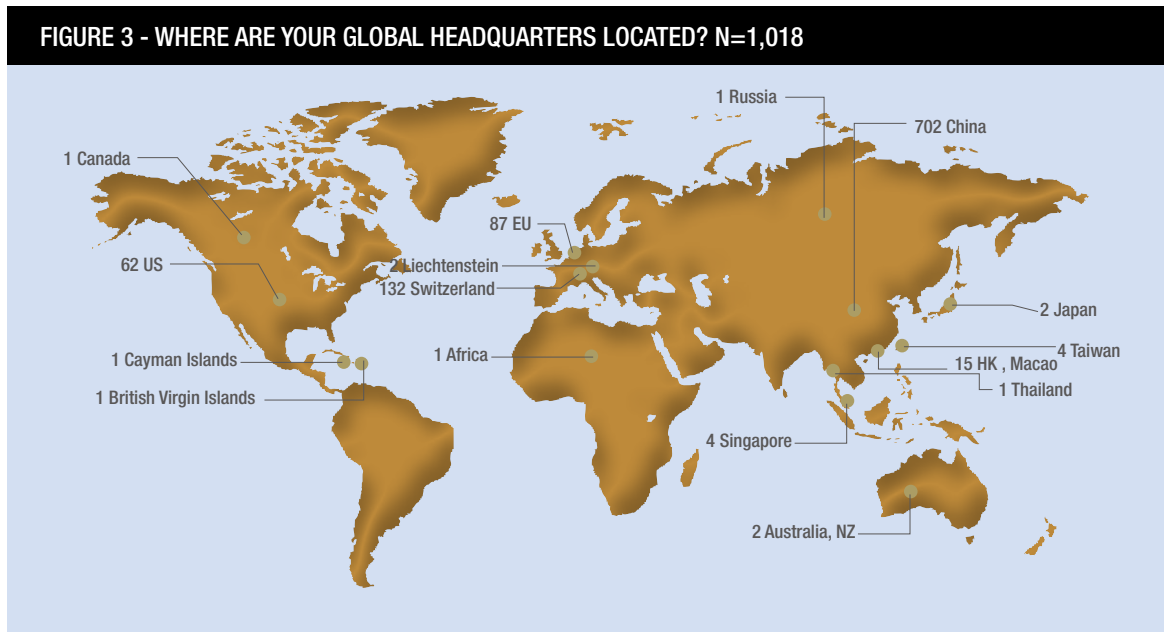 FIGURE 3 - WHERE ARE YOUR GLOBAL HEADQUARTERS LOCATED? N=1,018
1 Russia
702 China
1 Canada
87 EU
62 US
2 Liechtenstein
132 Switzerland
2 Japan
1 Cayman Islands
1 Africa
4 Taiwan
15 HK , Macao
1 Thailand
1 British Virgin Islands
4 Singapore
2 Australia, NZ